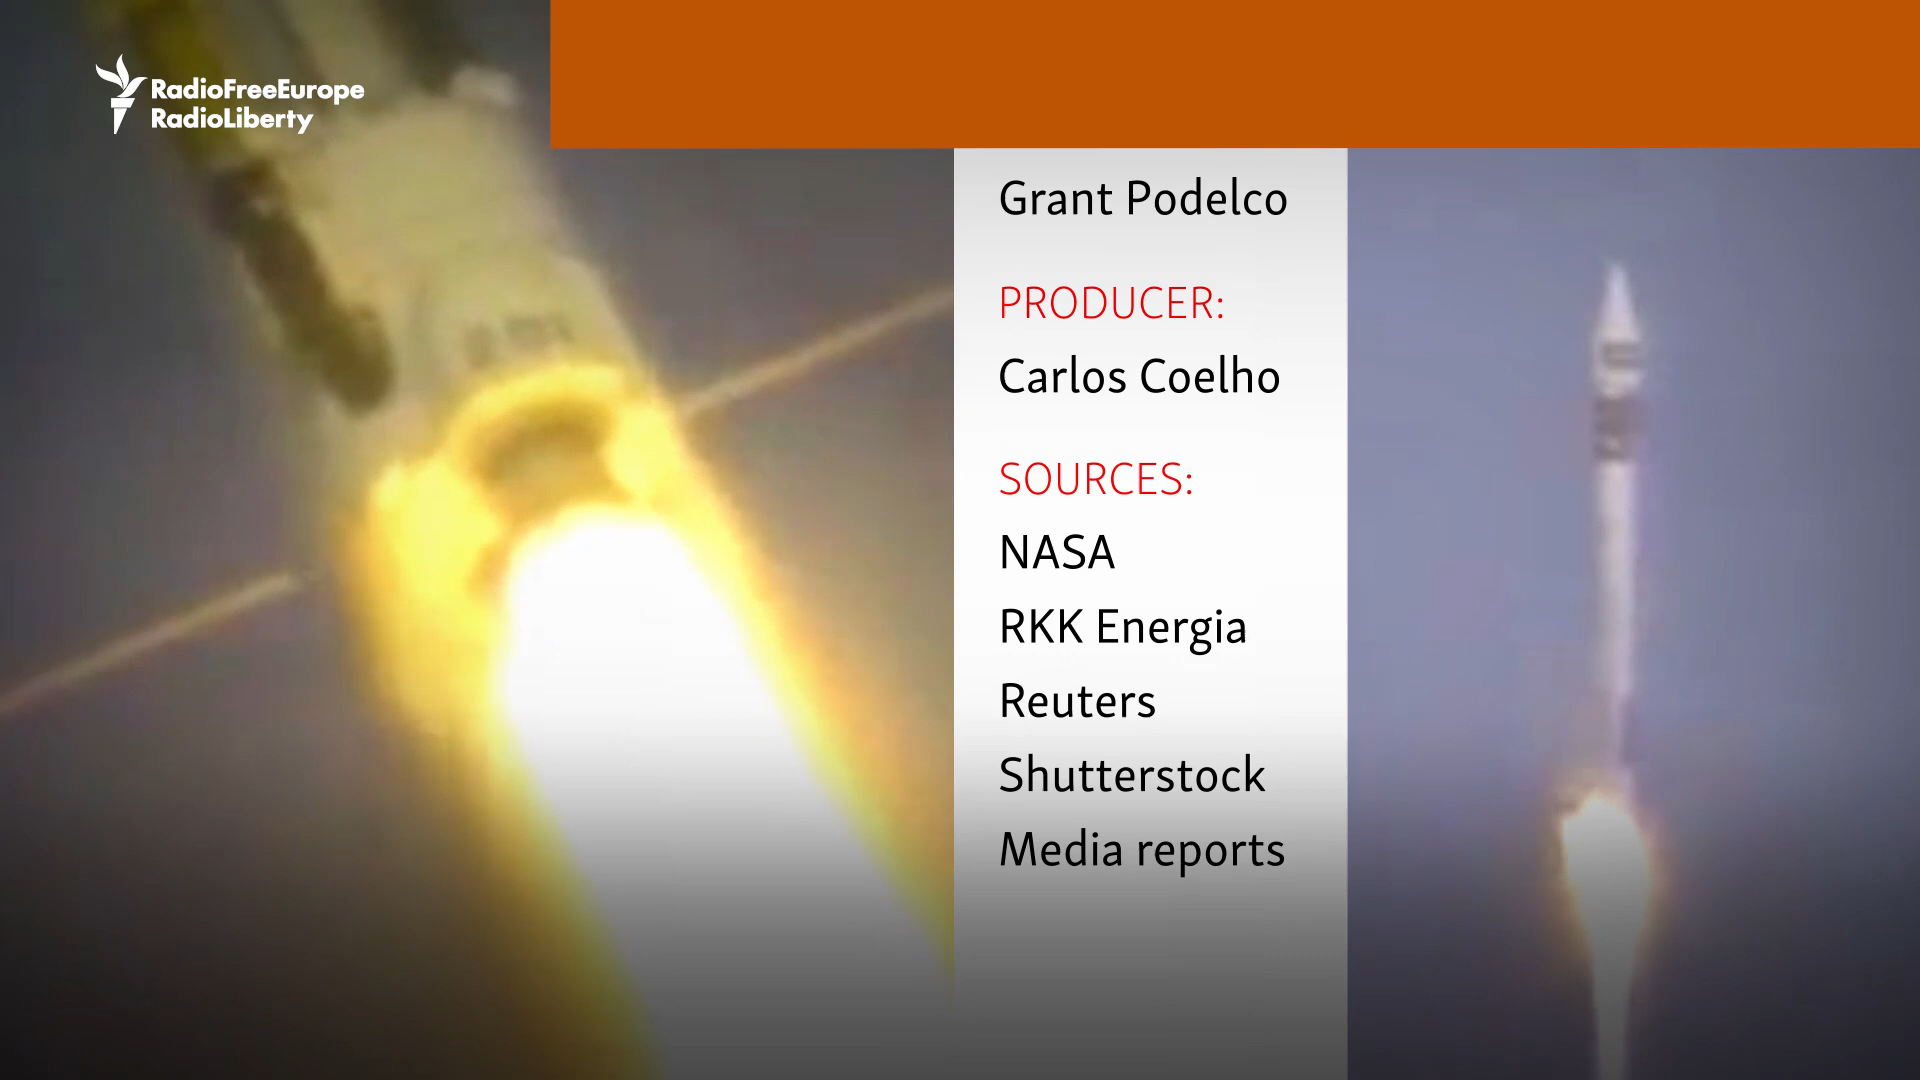 RadioFreeEurope
RadioLiberty
Grant Podelco
PRODUCER:
Carlos Coelho
SOURCES:
NASA
RKK Energia
Reuters
Shutterstock
Media reports